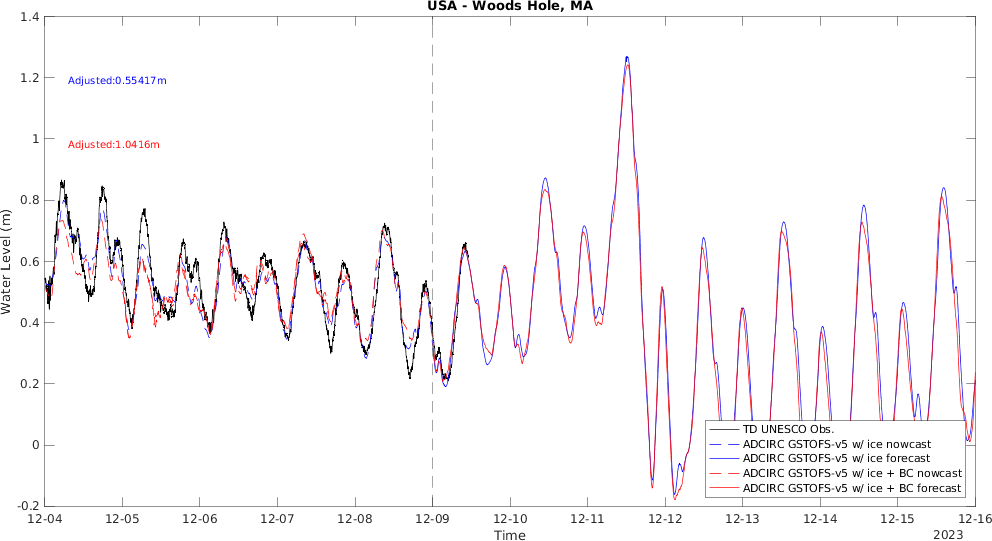 USA - Woods Hole, MA
1.4
1.2
1
0.8
0.6
0.4
0.2
0
-0.2
Water Level (m)
Adjusted:0.55417m
Adjusted:1.0416m
TD UNESCO Obs.
ADCIRC GSTOFS-v5 w/ ice nowcast
ADCIRC GSTOFS-v5 w/ ice forecast
ADCIRC GSTOFS-v5 w/ ice + BC nowcast
ADCIRC GSTOFS-v5 w/ ice + BC forecast
12-04 12-05 12-06 12-07 12-08 12-09 12-10 12-11 12-12 12-13 12-14 12-15 12-16
Time
2023